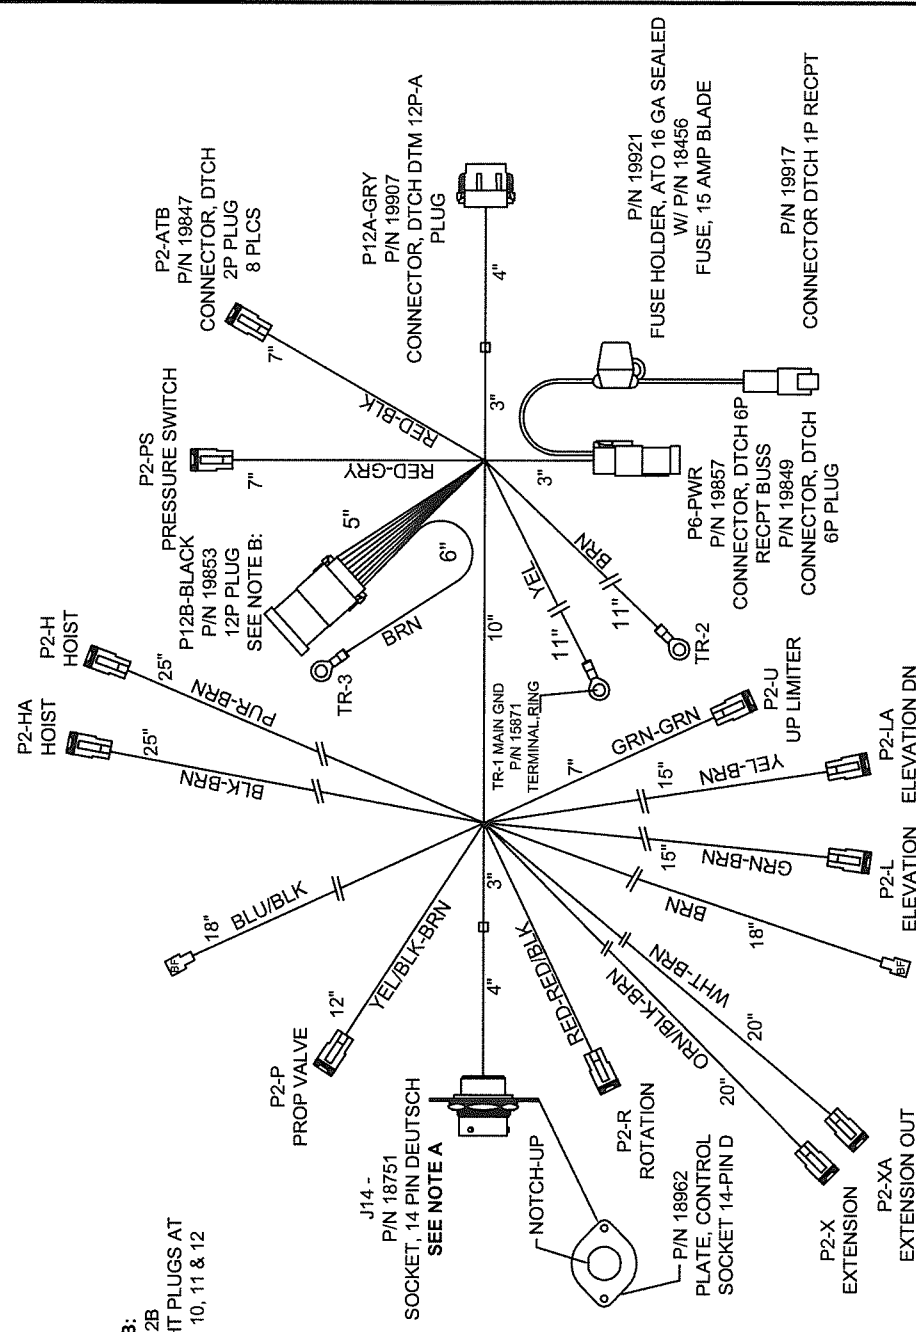 B:
2B
HT PLUGS AT
10, 11 & 12
J14 -
P/N 18751
SOCKET, 14 PIN DEUTSCH
SEE NOTE A
NOTCH-UP
P/N 18962
PLATE, CONTROL
SOCKET 14-PIN D
P2-P
PROP VALVE
12"
YEL/BLK-BRN
18"
BLU/BLK
BF
P2-HA
HOIST
25"
BLK-BRN
P2-H
HOIST
25"
PUR-BRN
4"
3"
10"
RED-RED/BLK
P2-R
ROTATION
ORN/BLK-BRN
20"
P2-X
EXTENSION
WHT-BRN
20"
P2-XA
EXTENSION OUT
BRN
18"
BF
GRN-BRN
15"
P2-L
ELEVATION
YEL-BRN
15"
P2-LA
ELEVATION DN
GRN-GRN
7"
P2-U
UP LIMITER
TR-1 MAIN GND
P/N 15871
TERMINAL,RING
YEL
11"
BRN
11"
TR-2
TR-3
BRN
6"
P12B-BLACK
P/N 19853
12P PLUG
SEE NOTE B:
5"
P2-PS
PRESSURE SWITCH
7"
RED-GRY
P2-ATB
P/N 19847
CONNECTOR, DTCH
2P PLUG
8 PLCS
7"
RED-BLK
P12A-GRY
P/N 19907
CONNECTOR, DTCH DTM 12P-A
PLUG
3"
4"
3"
P6-PWR
P/N 19857
CONNECTOR, DTCH 6P
RECPT BUSS
P/N 19849
CONNECTOR, DTCH
6P PLUG
P/N 19921
FUSE HOLDER, ATO 16 GA SEALED
W/ P/N 18456
FUSE, 15 AMP BLADE
P/N 19917
CONNECTOR DTCH 1P RECPT